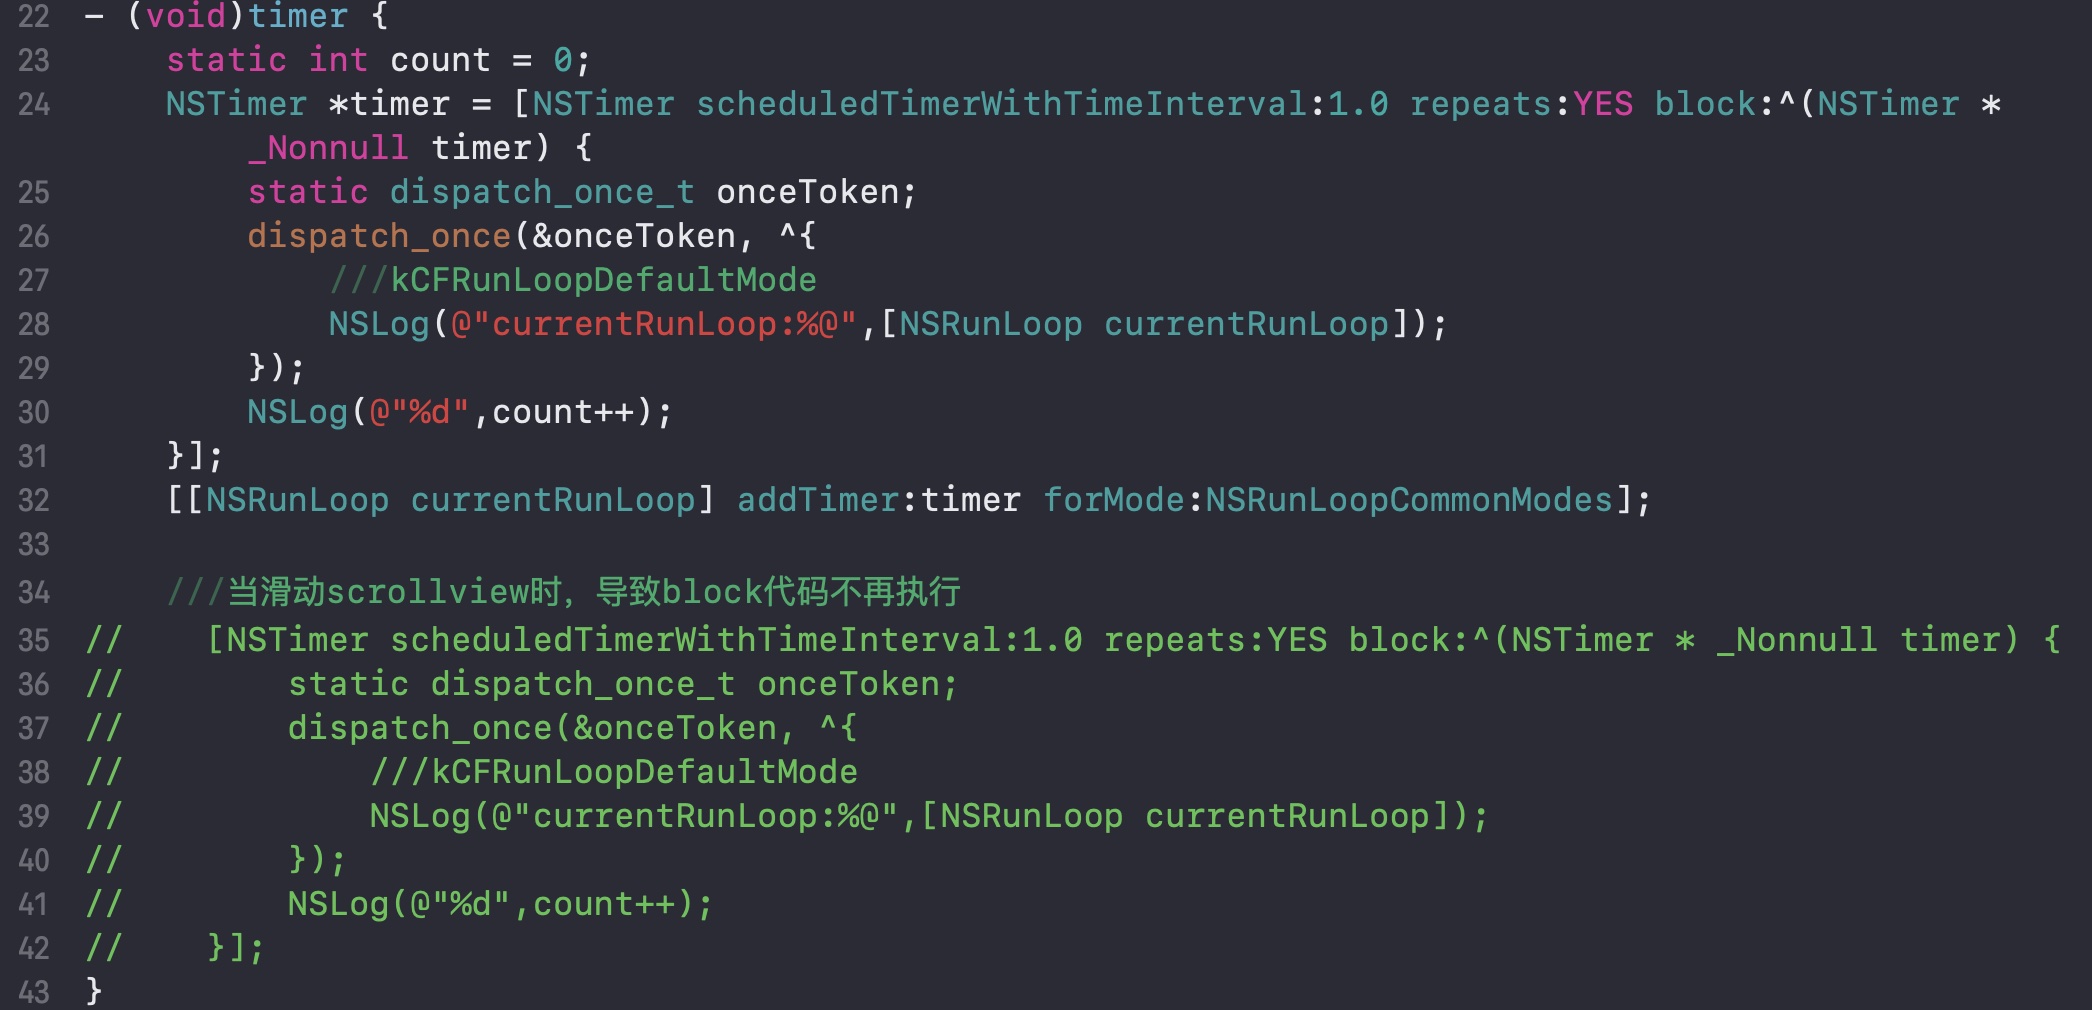 22 - (void)timer {
23     static int count = 0;
24     NSTimer *timer = [NSTimer scheduledTimerWithTimeInterval:1.0 repeats:YES block:^(NSTimer *
           _Nonnull timer) {
25         static dispatch_once_t onceToken;
26         dispatch_once(&onceToken, ^{
27             ///kCFRunLoopDefaultMode
28             NSLog(@"currentRunLoop:%@",[NSRunLoop currentRunLoop]);
29         });
30         NSLog(@"%d",count++);
31     }];
32     [[NSRunLoop currentRunLoop] addTimer:timer forMode:NSRunLoopCommonModes];
33
34     ///当滑动scrollview时，导致block代码不再执行
35 //    [NSTimer scheduledTimerWithTimeInterval:1.0 repeats:YES block:^(NSTimer * _Nonnull timer) {
36 //        static dispatch_once_t onceToken;
37 //        dispatch_once(&onceToken, ^{
38 //            ///kCFRunLoopDefaultMode
39 //            NSLog(@"currentRunLoop:%@",[NSRunLoop currentRunLoop]);
40 //        });
41 //        NSLog(@"%d",count++);
42 //    }];
43 }